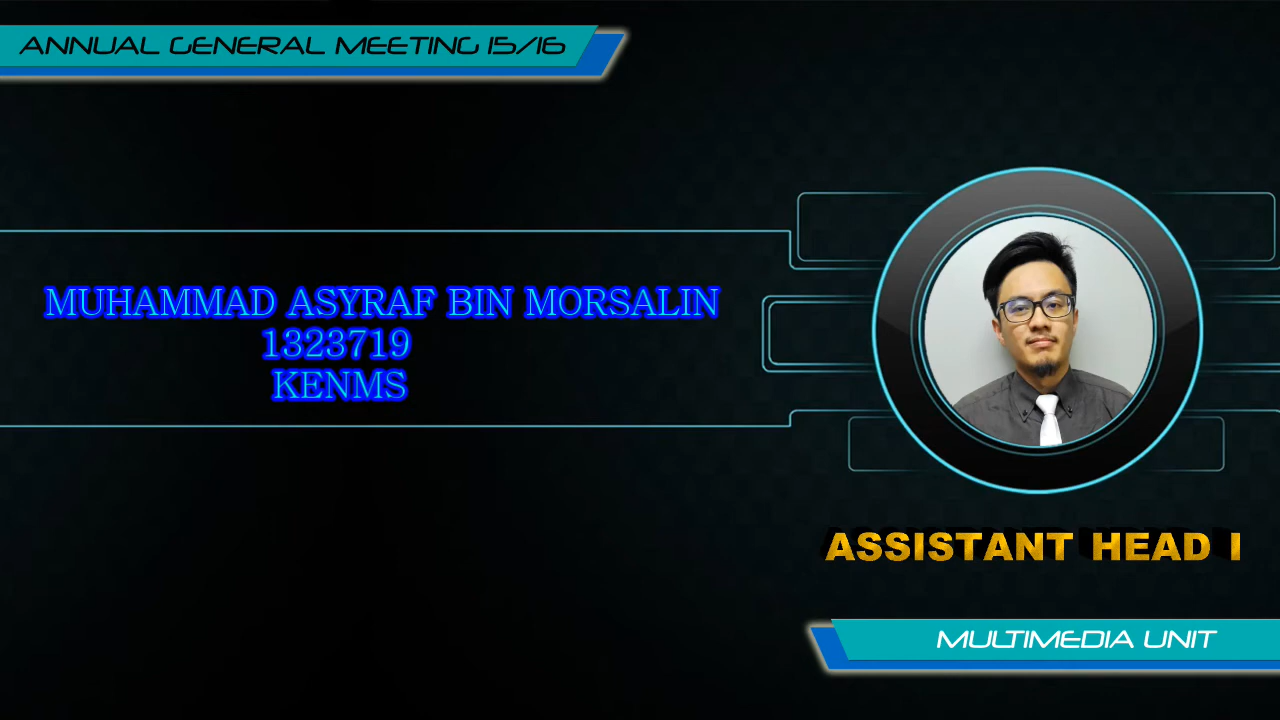 ANNUAL GENERAL MEETING 15/16
MUHAMMAD ASYRAF BIN MORSALIN
1323719
KENMS
ASSISTANT HEAD I
MULTIMEDIA UNIT